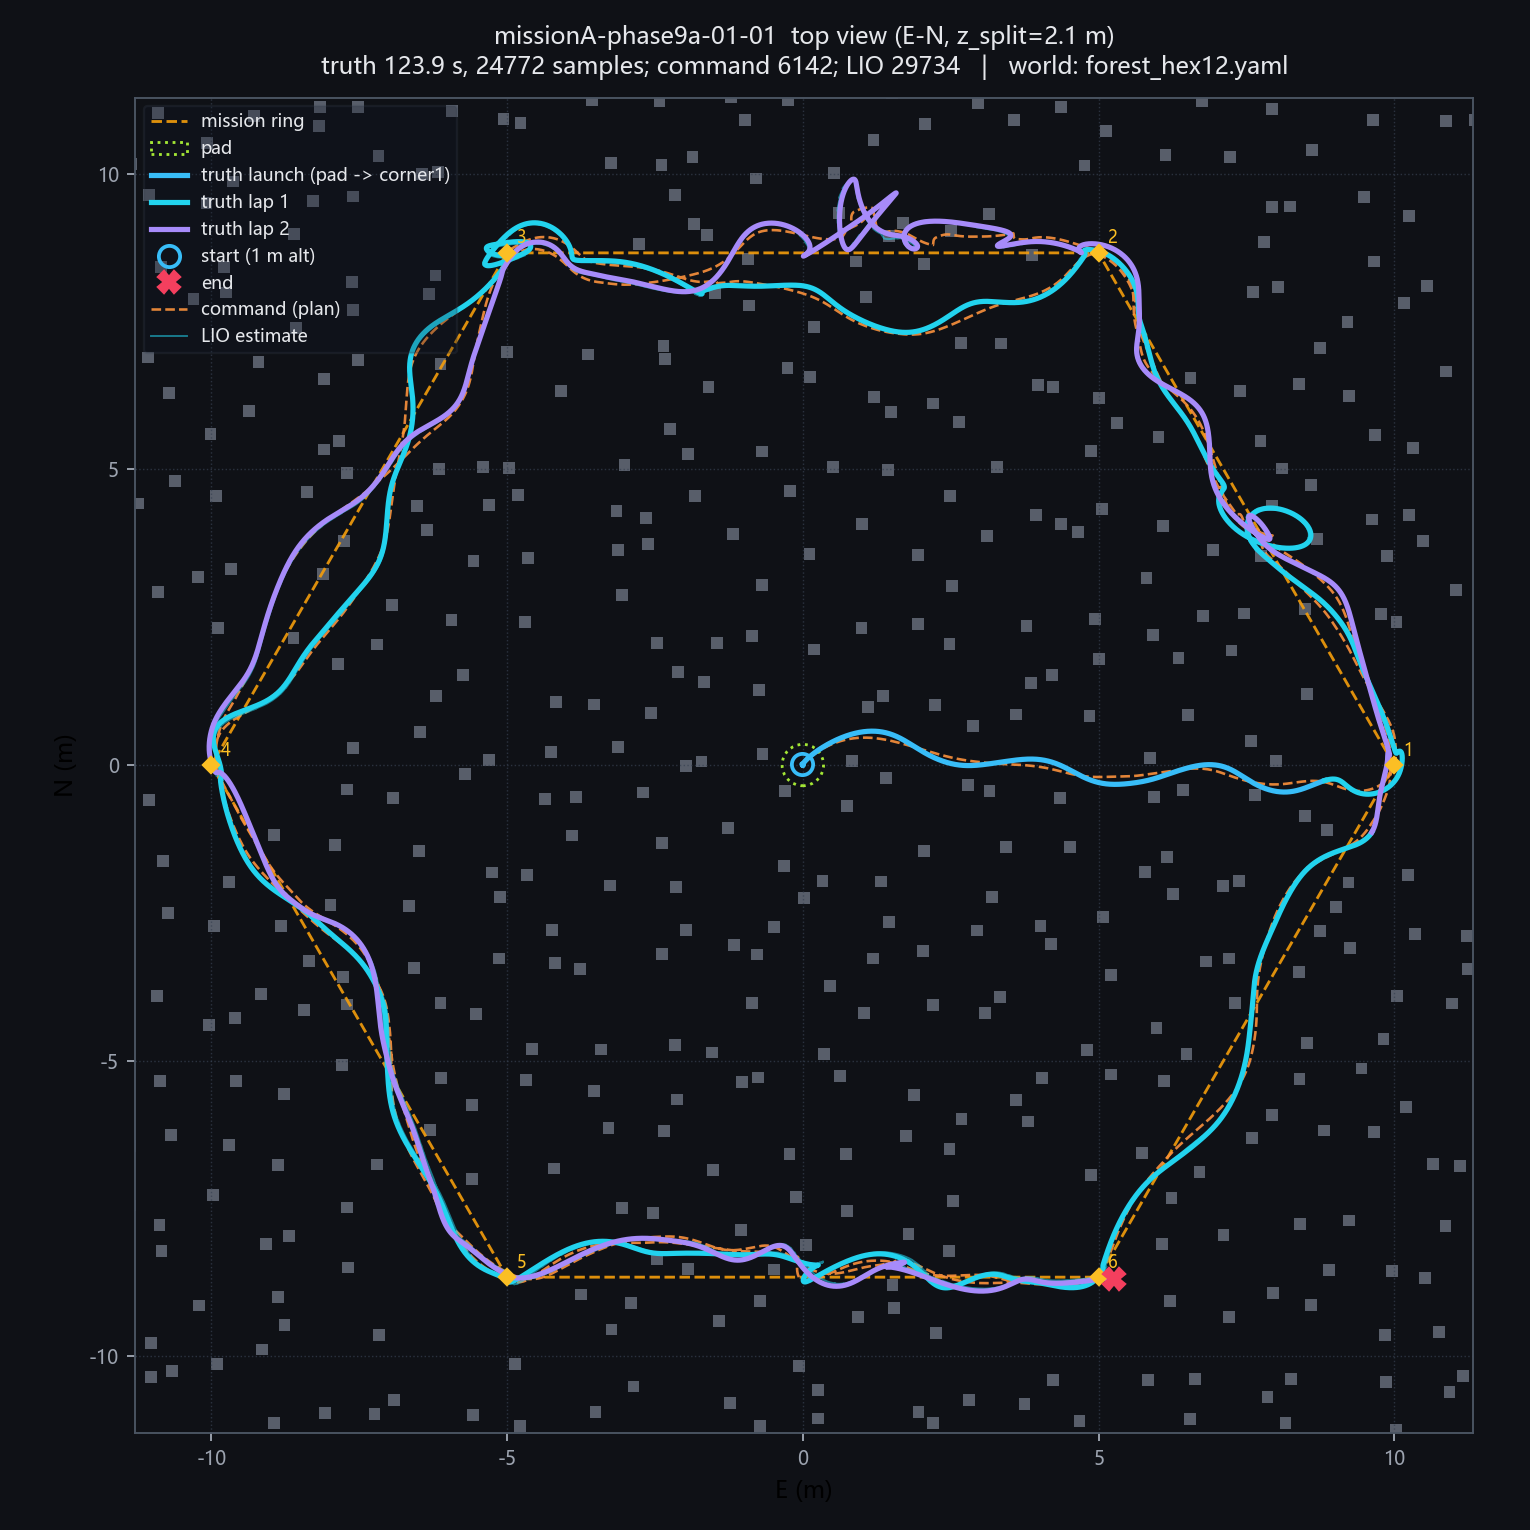 missionA-phase9a-01-01  top view (E-N, z_split=2.1 m)
truth 123.9 s, 24772 samples; command 6142; LIO 29734   |   world: forest_hex12.yaml
mission ring
pad
truth launch (pad -> corner1)
truth lap 1
truth lap 2
start (1 m alt)
end
command (plan)
LIO estimate
3
2
4
1
5
6
10
5
0
-5
-10
N (m)
-10
-5
0
5
10
E (m)